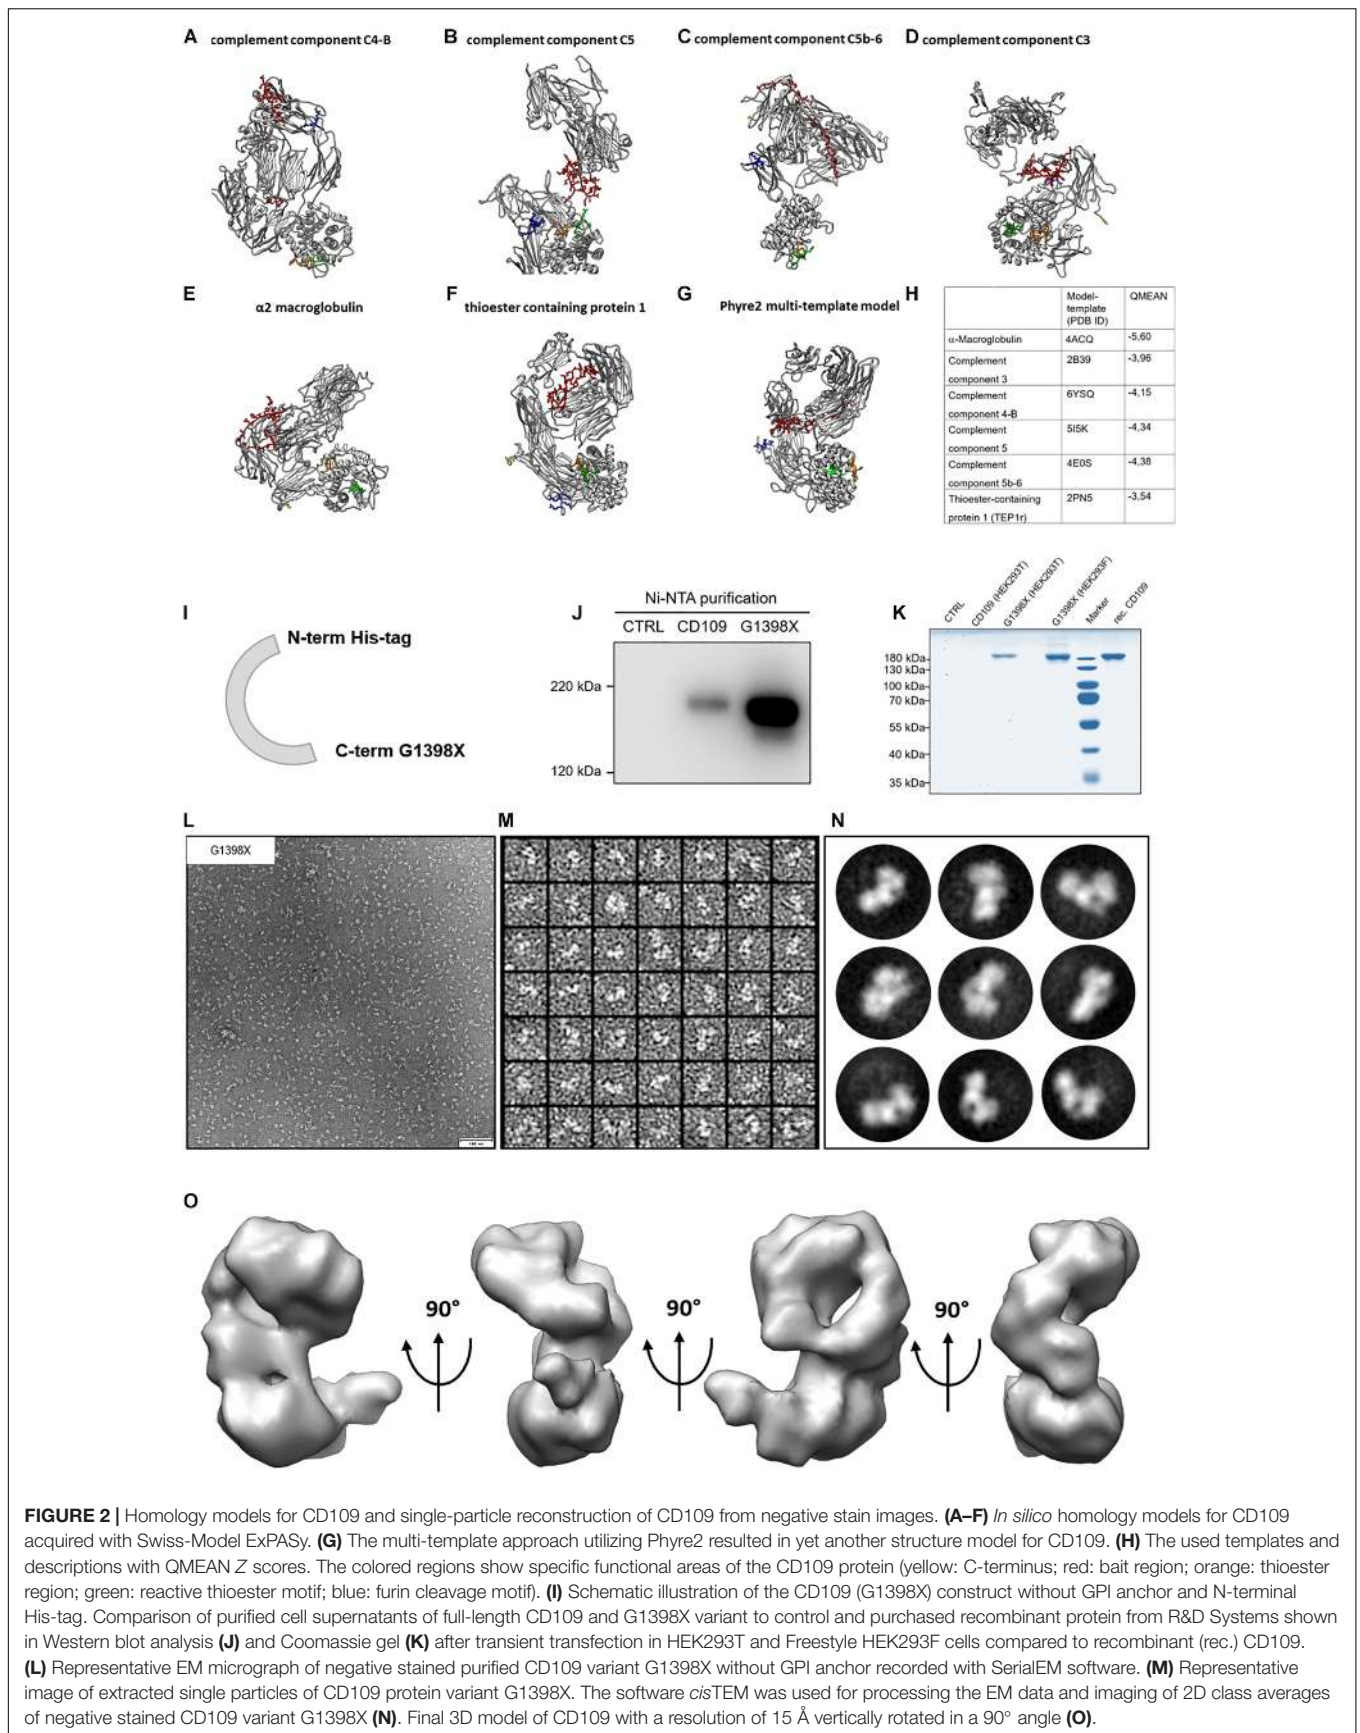 A complement component C4-B
B complement component C5
C complement component C5b-6
D complement component C3
E α2 macroglobulin
F thioester containing protein 1
G Phyre2 multi-template model
H
Model-template (PDB ID) QMEAN
α-Macroglobulin 4ACQ -5,60
Complement component 3 2B39 -3,96
Complement component 4-B 6YSQ -4,15
Complement component 5 5I5K -4,34
Complement component 5b-6 4E0S -4,38
Thioester-containing protein 1 (TEP1r) 2PN5 -3,54
I
N-term His-tag
C-term G1398X
J
Ni-NTA purification
CTRL CD109 G1398X
220 kDa
120 kDa
K
CTRL
CD109 (HEK293T)
G1398X (HEK293T)
G1398X (HEK293F)
Marker
rec. CD109
180 kDa
130 kDa
100 kDa
70 kDa
55 kDa
40 kDa
35 kDa
L
G1398X
M
N
O
90°
90°
90°
FIGURE 2 | Homology models for CD109 and single-particle reconstruction of CD109 from negative stain images. (A–F) In silico homology models for CD109
acquired with Swiss-Model ExPASy. (G) The multi-template approach utilizing Phyre2 resulted in yet another structure model for CD109. (H) The used templates and
descriptions with QMEAN Z scores. The colored regions show specific functional areas of the CD109 protein (yellow: C-terminus; red: bait region; orange: thioester
region; green: reactive thioester motif; blue: furin cleavage motif). (I) Schematic illustration of the CD109 (G1398X) construct without GPI anchor and N-terminal
His-tag. Comparison of purified cell supernatants of full-length CD109 and G1398X variant to control and purchased recombinant protein from R&D Systems shown
in Western blot analysis (J) and Coomassie gel (K) after transient transfection in HEK293T and Freestyle HEK293F cells compared to recombinant (rec.) CD109.
(L) Representative EM micrograph of negative stained purified CD109 variant G1398X without GPI anchor recorded with SerialEM software. (M) Representative
image of extracted single particles of CD109 protein variant G1398X. The software cisTEM was used for processing the EM data and imaging of 2D class averages
of negative stained CD109 variant G1398X (N). Final 3D model of CD109 with a resolution of 15 Å vertically rotated in a 90° angle (O).